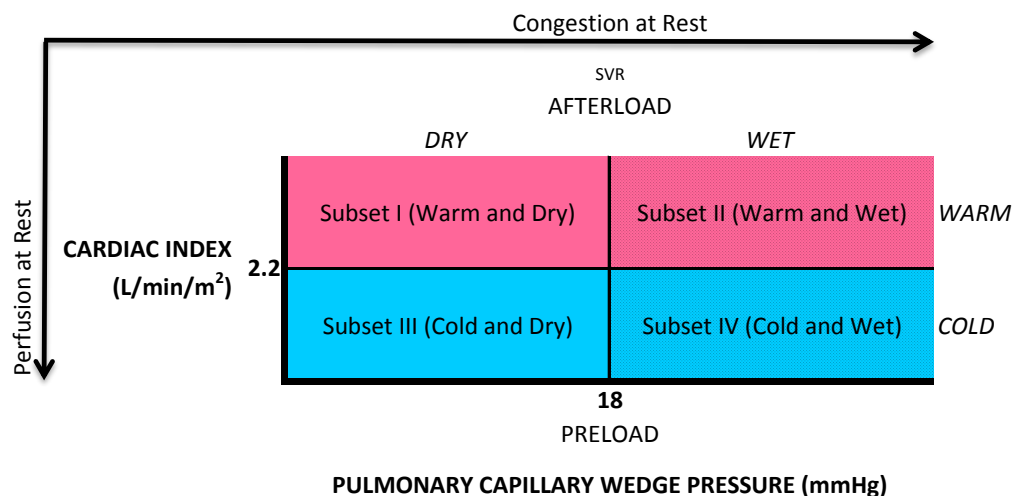 Congestion at Rest
SVR
AFTERLOAD
DRY
WET
Perfusion at Rest
CARDIAC INDEX
(L/min/m²)
2.2
Subset I (Warm and Dry)
Subset II (Warm and Wet)
WARM
Subset III (Cold and Dry)
Subset IV (Cold and Wet)
COLD
18
PRELOAD
PULMONARY CAPILLARY WEDGE PRESSURE (mmHg)